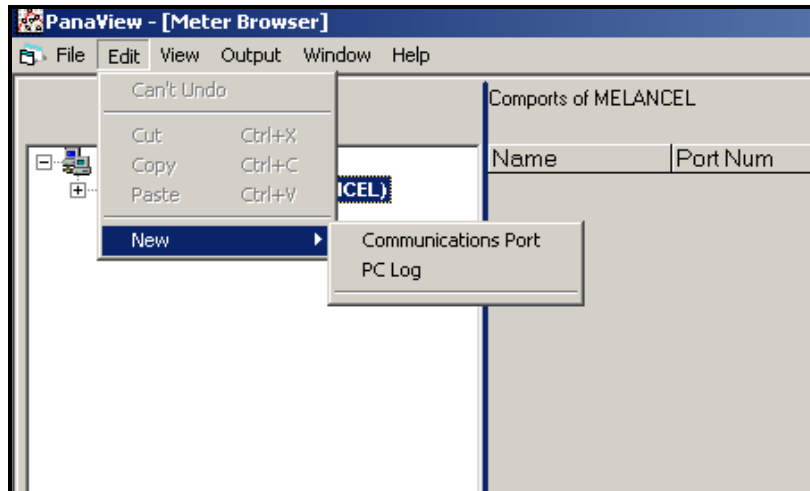 PanaView - [Meter Browser]
File Edit View Output Window Help
Can't Undo
Comports of MELANCEL
Cut Ctrl+X
Name Port Num
Copy Ctrl+C
Paste Ctrl+V
ICEL)
New
Communications Port
PC Log